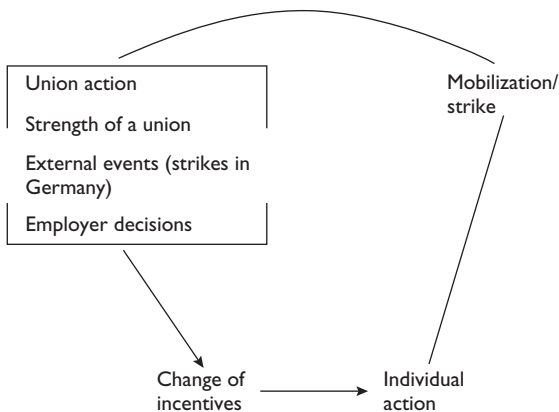 Union action
Strength of a union
External events (strikes in
Germany)
Employer decisions
Mobilization/
strike
Change of
incentives
Individual
action